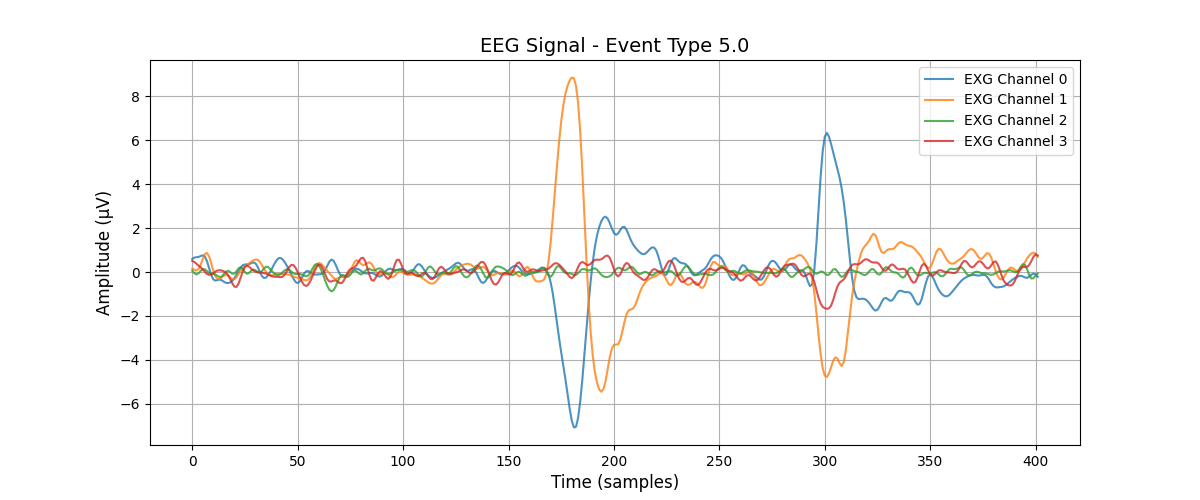 EEG Signal - Event Type 5.0
EXG Channel 0
EXG Channel 1
EXG Channel 2
EXG Channel 3
Amplitude (µV)
8
6
4
2
0
−2
−4
−6
0 50 100 150 200 250 300 350 400
Time (samples)